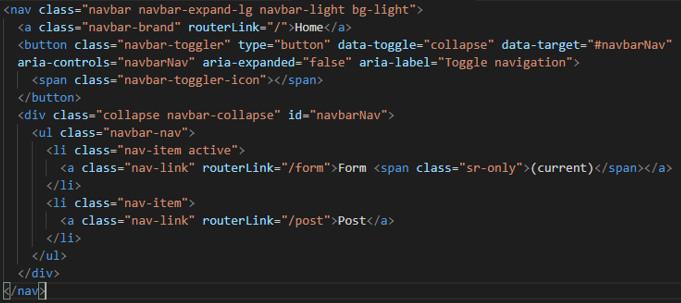 <nav class="navbar navbar-expand-lg navbar-light bg-light">
<a class="navbar-brand" routerLink="/">Home</a>
<button class="navbar-toggler" type="button" data-toggle="collapse" data-target="#navbarNav"
aria-controls="navbarNav" aria-expanded="false" aria-label="Toggle navigation">
<span class="navbar-toggler-icon"></span>
</button>
<div class="collapse navbar-collapse" id="navbarNav">
<ul class="navbar-nav">
<li class="nav-item active">
<a class="nav-link" routerLink="/form">Form <span class="sr-only">(current)</span></a>
</li>
<li class="nav-item">
<a class="nav-link" routerLink="/post">Post</a>
</li>
</ul>
</div>
</nav>